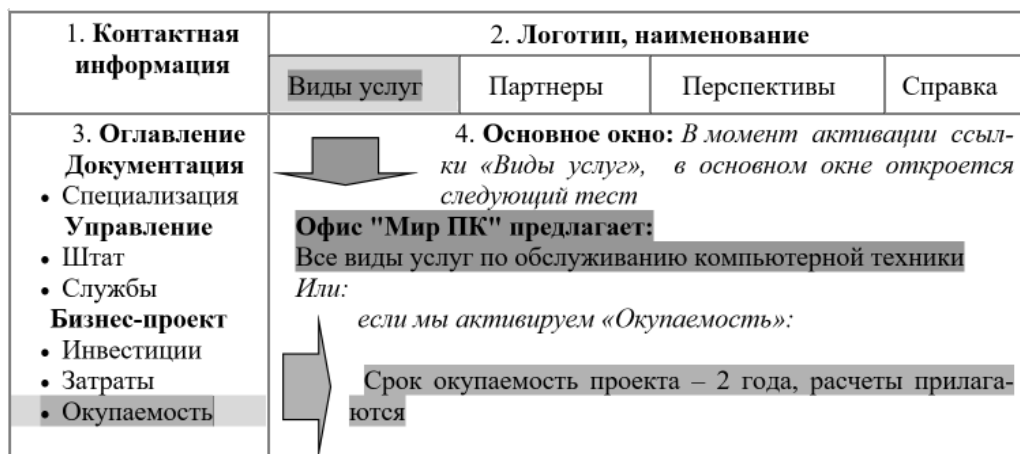 1. Контактная
информация
2. Логотип, наименование
Виды услуг
Партнеры
Перспективы
Справка
3. Оглавление
Документация
• Специализация
Управление
• Штат
• Службы
Бизнес-проект
• Инвестиции
• Затраты
• Окупаемость
4. Основное окно: В момент активации ссыл-
ки «Виды услуг», в основном окне откроется
следующий тест
Офис "Мир ПК" предлагает:
Все виды услуг по обслуживанию компьютерной техники
Или:
если мы активируем «Окупаемость»:
Срок окупаемость проекта – 2 года, расчеты прилага-
ются